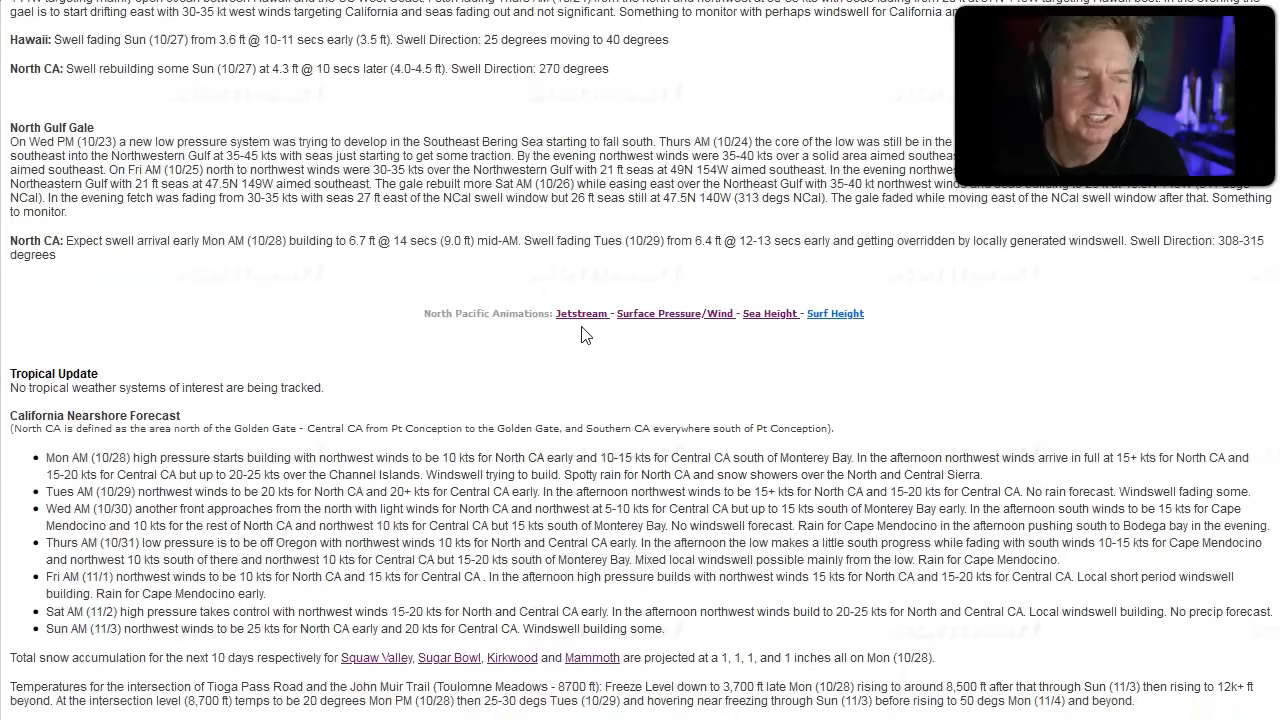 gael is to start drifting east with 30-35 kt west winds targeting California and seas fading out and not significant. Something to monitor with perhaps windswell for California
Hawaii: Swell fading Sun (10/27) from 3.6 ft @ 10-11 secs early (3.5 ft). Swell Direction: 25 degrees moving to 40 degrees
North CA: Swell rebuilding some Sun (10/27) at 4.3 ft @ 10 secs later (4.0-4.5 ft). Swell Direction: 270 degrees
North Gulf Gale
On Wed PM (10/23) a new low pressure system was trying to develop in the Southeast Bering Sea starting to fall south. Thurs AM (10/24) the core of the low was still be in the
southeast into the Northwestern Gulf at 35-45 kts with seas just starting to get some traction. By the evening northwest winds were 35-40 kts over a solid area aimed
aimed southeast. On Fri AM (10/25) north to northwest winds were 30-35 kts over the Northwestern Gulf with 21 ft seas at 49N 154W aimed southeast. In the evening
Northeastern Gulf with 21 ft seas at 47.5N 149W aimed southeast. The gale rebuilt more Sat AM (10/26) while easing east over the Northeast Gulf with 35-40 kt northwest
NCal). In the evening fetch was fading from 30-35 kts with seas 27 ft east of the NCal swell window but 26 ft seas still at 47.5N 140W (313 degs NCal). The gale faded while moving east of the NCal swell window after that. Something
to monitor.
North CA: Expect swell arrival early Mon AM (10/28) building to 6.7 ft @ 14 secs (9.0 ft) mid-AM. Swell fading Tues (10/29) from 6.4 ft @ 12-13 secs early and getting overridden by locally generated windswell. Swell Direction: 308-315
degrees
North Pacific Animations: Jetstream - Surface Pressure/Wind - Sea Height - Surf Height
Tropical Update
No tropical weather systems of interest are being tracked.
California Nearshore Forecast
(North CA is defined as the area north of the Golden Gate - Central CA from Pt Conception to the Golden Gate, and Southern CA everywhere south of Pt Conception).
Mon AM (10/28) high pressure starts building with northwest winds to be 10 kts for North CA early and 10-15 kts for Central CA south of Monterey Bay. In the afternoon northwest winds arrive in full at 15+ kts for North CA and
15-20 kts for Central CA but up to 20-25 kts over the Channel Islands. Windswell trying to build. Spotty rain for North CA and snow showers over the North and Central Sierra.
Tues AM (10/29) northwest winds to be 20 kts for North CA and 20+ kts for Central CA early. In the afternoon northwest winds to be 15+ kts for North CA and 15-20 kts for Central CA. No rain forecast. Windswell fading some.
Wed AM (10/30) another front approaches from the north with light winds for North CA and northwest at 5-10 kts for Central CA but up to 15 kts south of Monterey Bay early. In the afternoon south winds to be 15 kts for Cape
Mendocino and 10 kts for the rest of North CA and northwest 10 kts for Central CA but 15 kts south of Monterey Bay. No windswell forecast. Rain for Cape Mendocino in the afternoon pushing south to Bodega bay in the evening.
Thurs AM (10/31) low pressure is to be off Oregon with northwest winds 10 kts for North and Central CA early. In the afternoon the low makes a little south progress while fading with south winds 10-15 kts for Cape Mendocino
and northwest 10 kts south of there and northwest 10 kts for Central CA but 15-20 kts south of Monterey Bay. Mixed local windswell possible mainly from the low. Rain for Cape Mendocino.
Fri AM (11/1) northwest winds to be 10 kts for North CA and 15 kts for Central CA . In the afternoon high pressure builds with northwest winds 15 kts for North CA and 15-20 kts for Central CA. Local short period windswell
building. Rain for Cape Mendocino early.
Sat AM (11/2) high pressure takes control with northwest winds 15-20 kts for North and Central CA early. In the afternoon northwest winds build to 20-25 kts for North and Central CA. Local windswell building. No precip forecast.
Sun AM (11/3) northwest winds to be 25 kts for North CA early and 20 kts for Central CA. Windswell building some.
Total snow accumulation for the next 10 days respectively for Squaw Valley, Sugar Bowl, Kirkwood and Mammoth are projected at a 1, 1, 1, and 1 inches all on Mon (10/28).
Temperatures for the intersection of Tioga Pass Road and the John Muir Trail (Toulomne Meadows - 8700 ft): Freeze Level down to 3,700 ft late Mon (10/28) rising to around 8,500 ft after that through Sun (11/3) then rising to 12k+ ft
beyond. At the intersection level (8,700 ft) temps to be 20 degrees Mon PM (10/28) then 25-30 degs Tues (10/29) and hovering near freezing through Sun (11/3) before rising to 50 degs Mon (11/4) and beyond.